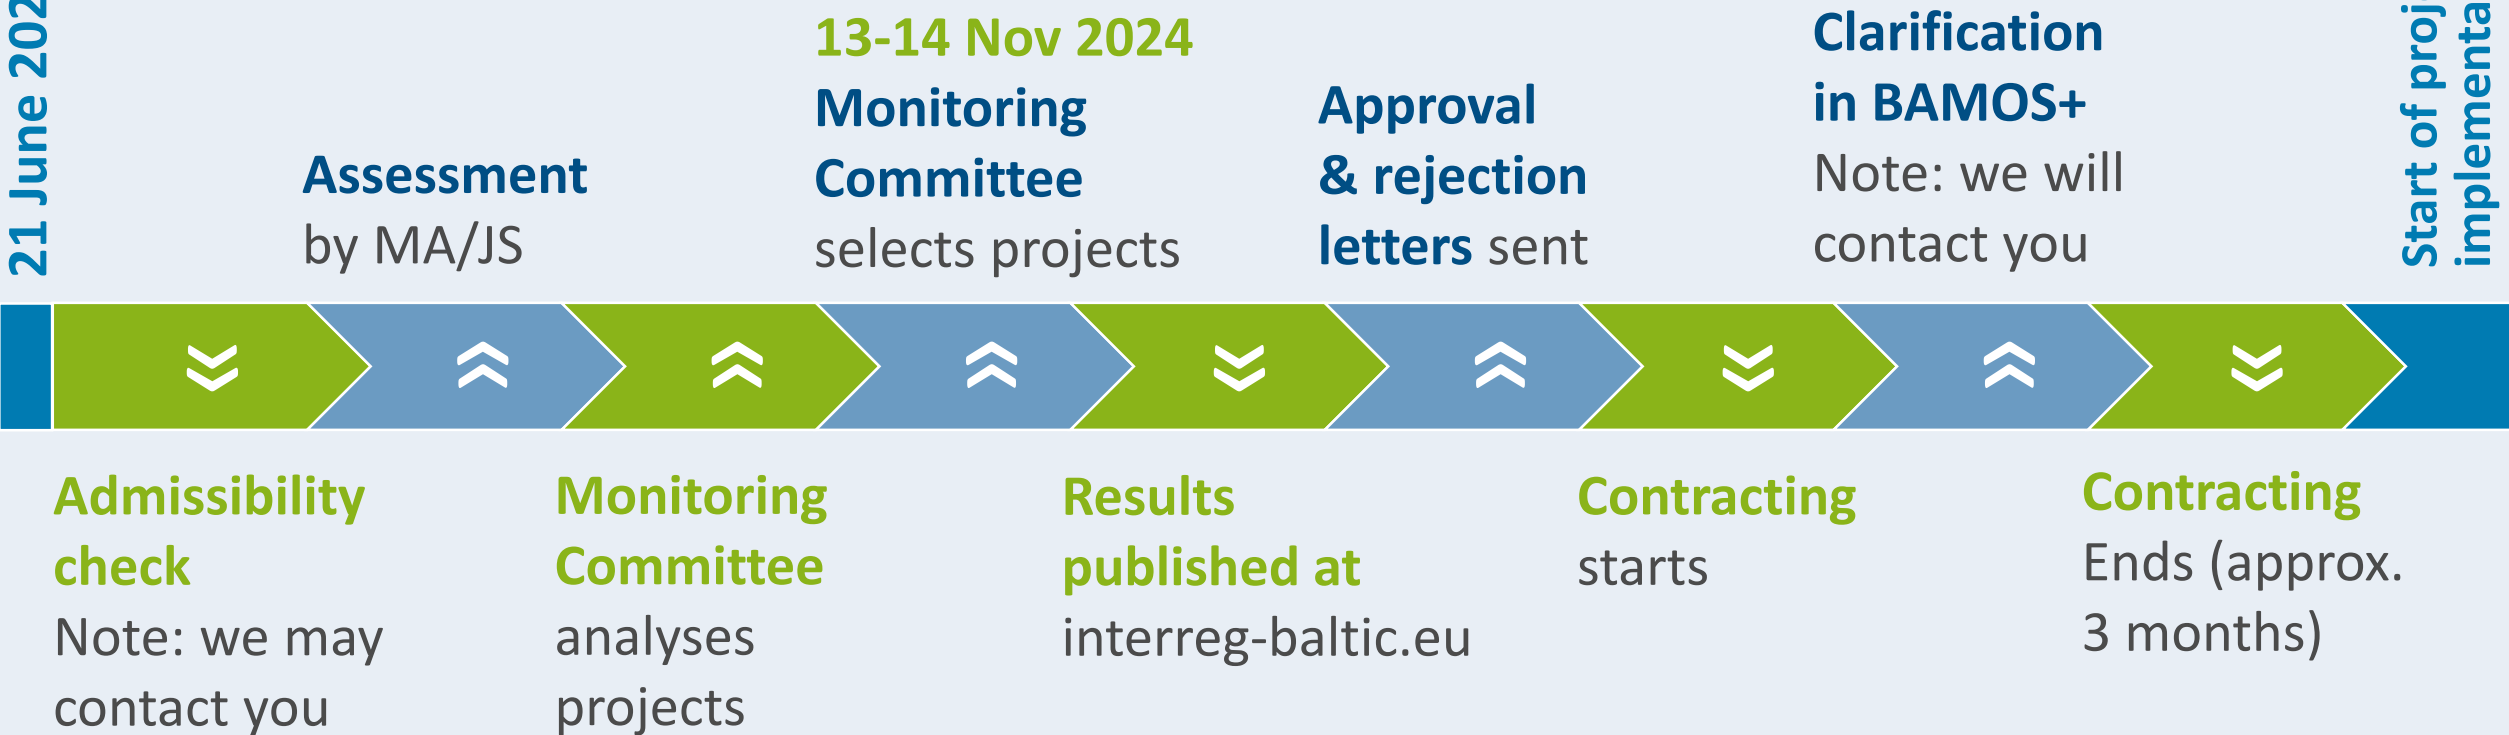 21 June 202
Assessment
by MA/JS
13-14 Nov 2024
Monitoring
Committee
selects projects
Approval
& rejection
letters sent
Clarification
in BAMOS+
Note: we will
contact you
Start of proj
implementa
Admissibility
check
Note: we may
contact you
Monitoring
Committee
analyses
projects
Results
published at
interreg-baltic.eu
Contracting
starts
Contracting
Ends (approx.
3 months)